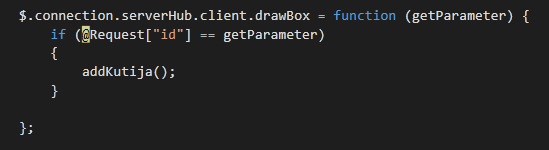 $.connection.serverHub.client.drawBox = function (getParameter) {
    if (@Request["id"] == getParameter)
    {
        addKutija();
    }
};